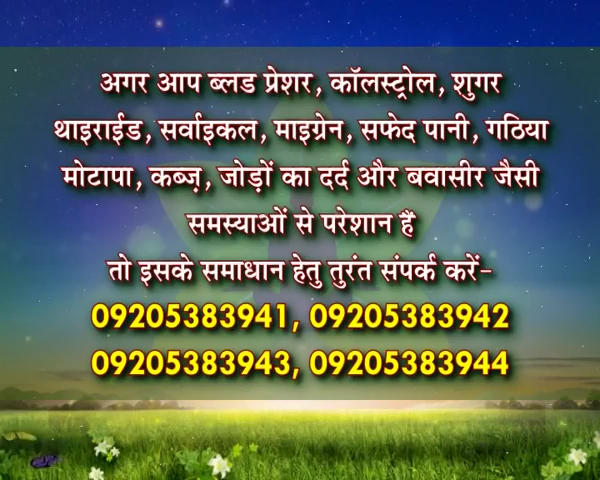 अगर आप ब्लड प्रेशर, कॉलस्ट्रोल, शुगर
थाइराईड, सर्वाइकल, माइग्रेन, सफेद पानी, गठिया
मोटापा, कब्ज़, जोड़ों का दर्द और बवासीर जैसी
समस्याओं से परेशान हैं
तो इसके समाधान हेतु तुरंत संपर्क करें-
09205383941, 09205383942
09205383943, 09205383944